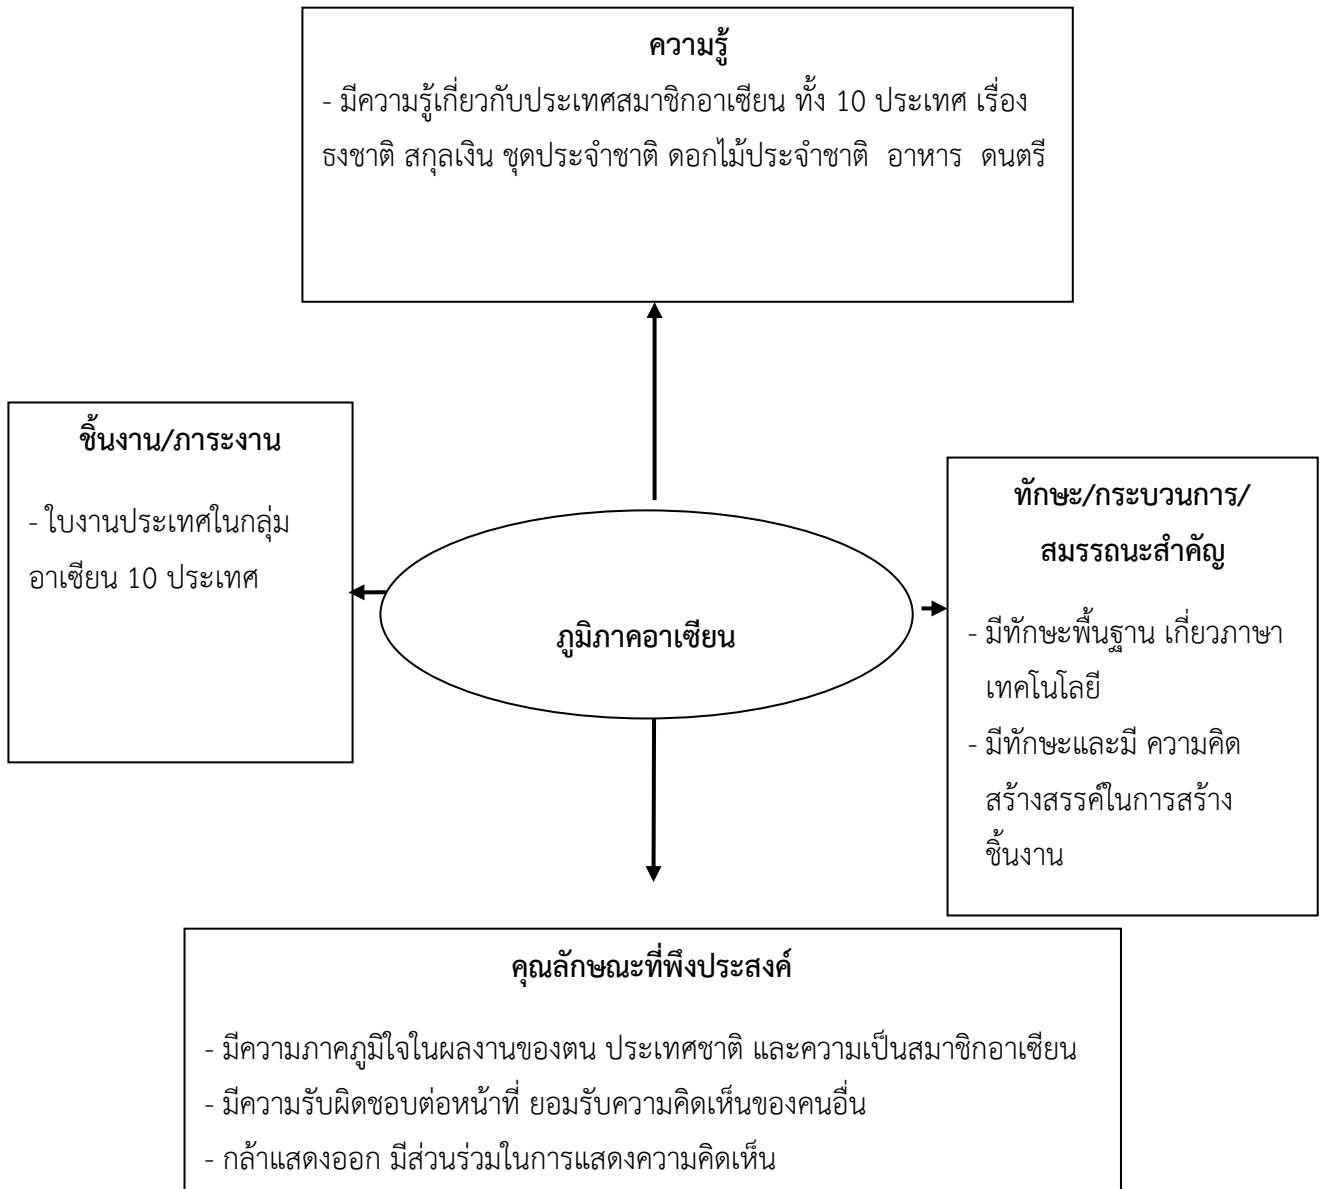 ความรู้
- มีความรู้เกี่ยวกับประเทศสมาชิกอาเซียน ทั้ง 10 ประเทศ เรื่อง
ธงชาติ สกุลเงิน ชุดประจำชาติ ดอกไม้ประจำชาติ อาหาร ดนตรี
ชิ้นงาน/ภาระงาน
- ใบงานประเทศในกลุ่ม
อาเซียน 10 ประเทศ
ภูมิภาคอาเซียน
ทักษะ/กระบวนการ/
สมรรถนะสำคัญ
- มีทักษะพื้นฐาน เกี่ยวภาษา
เทคโนโลยี
- มีทักษะและมี ความคิด
สร้างสรรค์ในการสร้าง
ชิ้นงาน
คุณลักษณะที่พึงประสงค์
- มีความภาคภูมิใจในผลงานของตน ประเทศชาติ และความเป็นสมาชิกอาเซียน
- มีความรับผิดชอบต่อหน้าที่ ยอมรับความคิดเห็นของคนอื่น
- กล้าแสดงออก มีส่วนร่วมในการแสดงความคิดเห็น